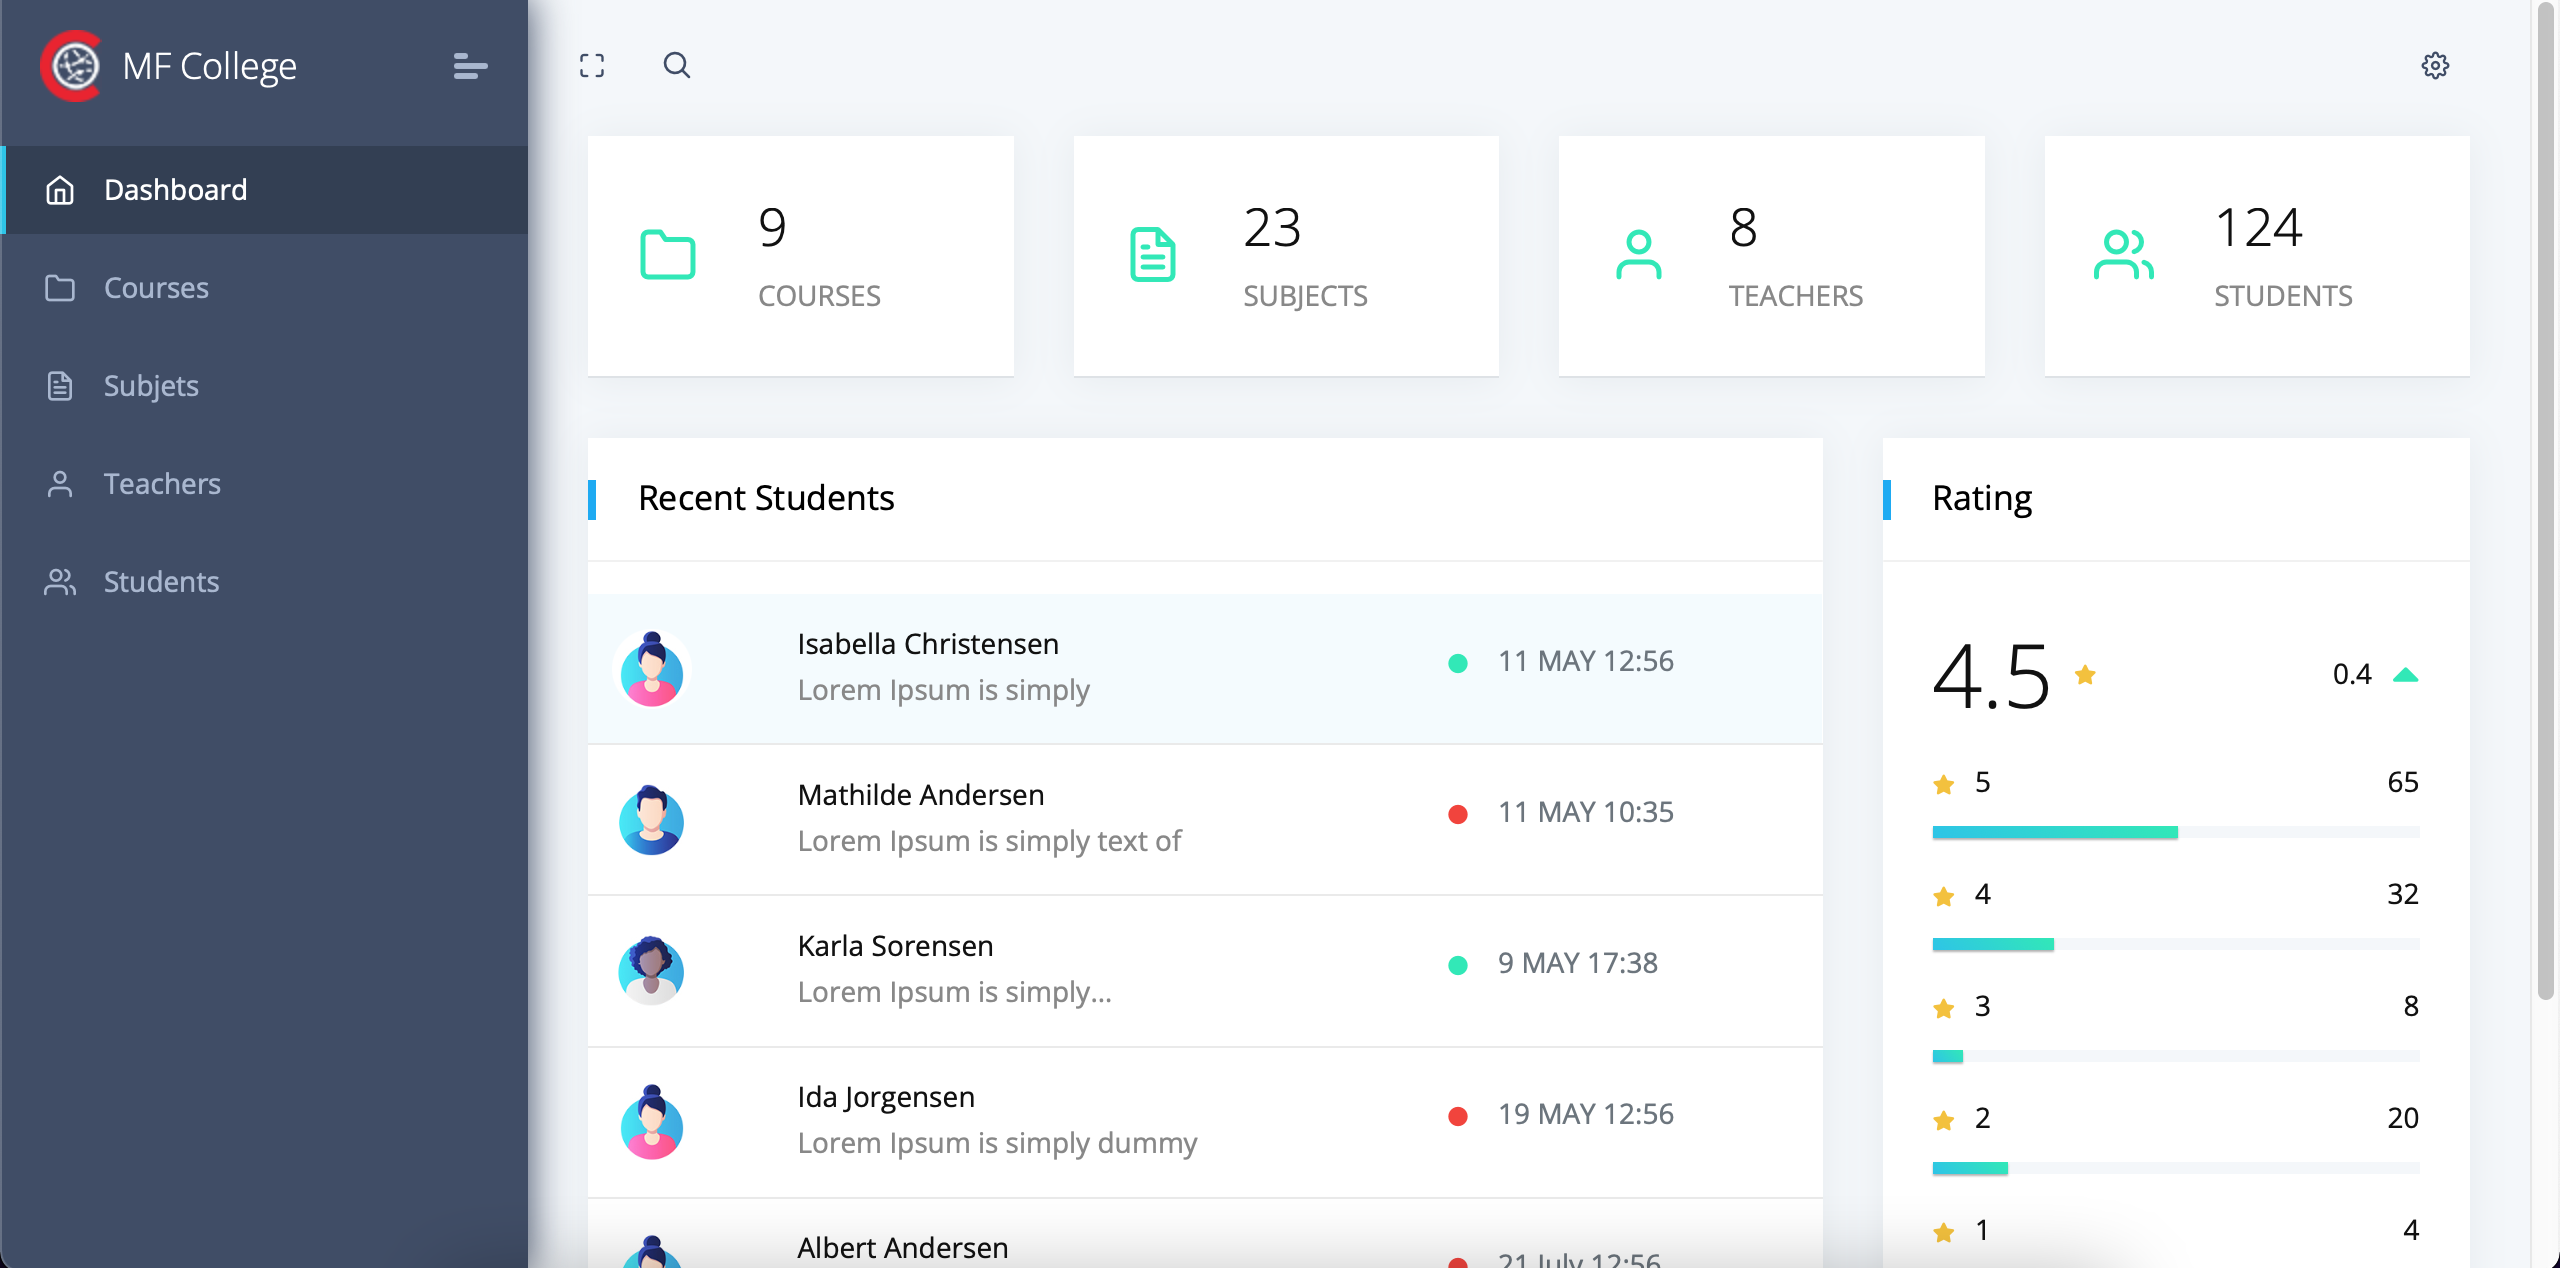 MF College
Dashboard
Courses
Subjets
Teachers
Students
9
COURSES
23
SUBJECTS
8
TEACHERS
124
STUDENTS
Recent Students
Isabella Christensen
Lorem Ipsum is simply
11 MAY 12:56
Mathilde Andersen
Lorem Ipsum is simply text of
11 MAY 10:35
Karla Sorensen
Lorem Ipsum is simply...
9 MAY 17:38
Ida Jorgensen
Lorem Ipsum is simply dummy
19 MAY 12:56
Albert Andersen
21 July 12:56
Rating
4.5
0.4
5 65
4 32
3 8
2 20
1 4